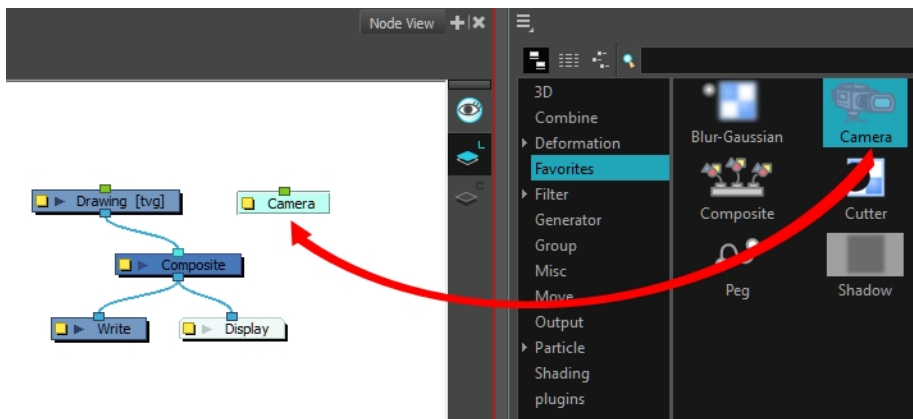 Node View
L
C
Drawing [tvg]
Camera
Composite
Write
Display
3D
Combine
Deformation
Favorites
Filter
Generator
Group
Misc
Move
Output
Particle
Shading
plugins
Blur-Gaussian
Camera
Composite
Cutter
Peg
Shadow